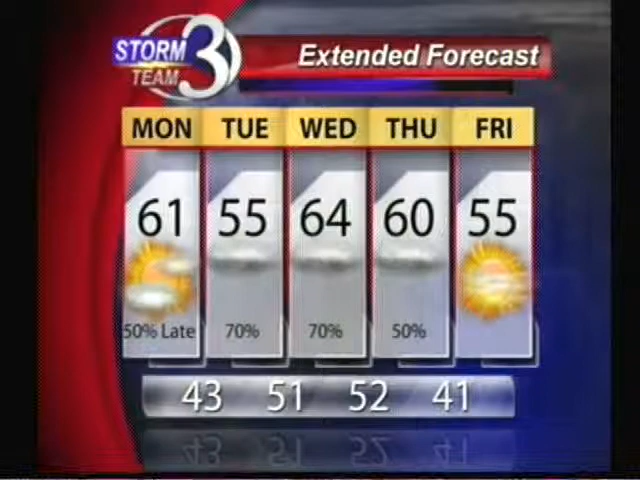 STORM 3
TEAM
Extended Forecast
MON TUE WED THU FRI
61 55 64 60 55
50% Late 70% 70% 50%
43 51 52 41